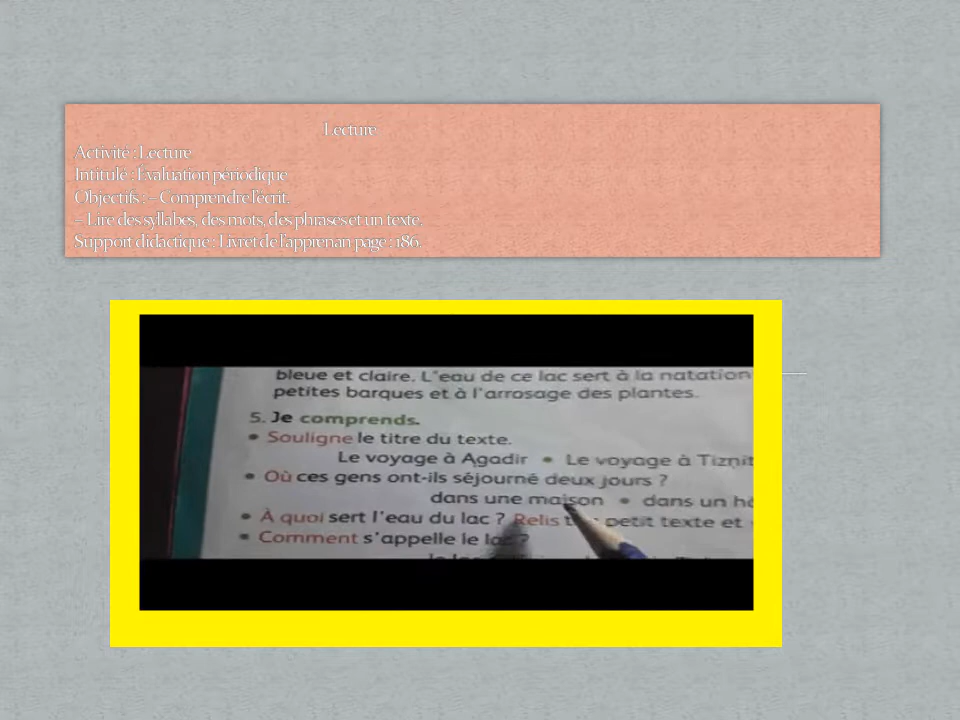 Lecture
Activité : Lecture
Intitulé : Évaluation périodique
Objectifs : – Comprendre l'écrit.
– Lire des syllabes, des mots, des phrases et un texte.
Support didactique : Livret de l'apprenan page : 186
bleue et claire. L'eau de ce lac sert à la natation
petites barques et à l'arrosage des plantes.
5. Je comprends.
• Souligne le titre du texte.
Le voyage à Agadir • Le voyage à Tiznit
• Où ces gens ont-ils séjourné deux jours ?
dans une maison • dans un
• À quoi sert l'eau du lac ? Relis petit texte et
• Comment s'appelle le lac ?